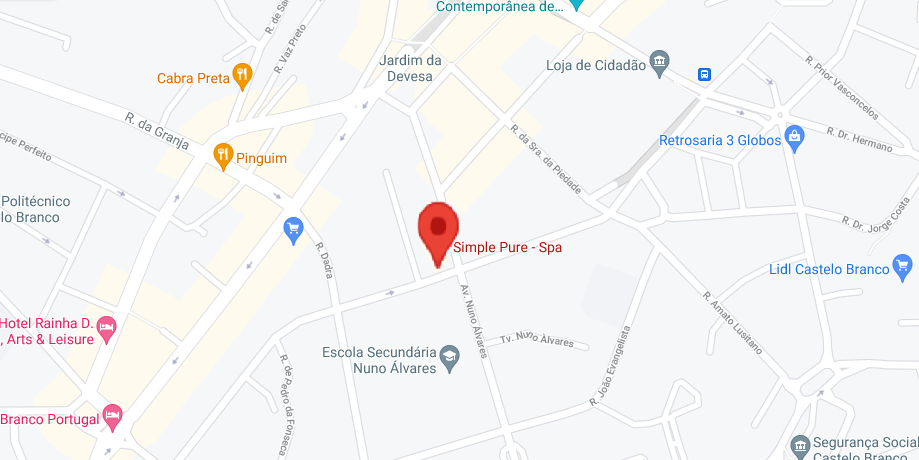 Contemporânea de...
R. de Sa
R. Vaz Preto
Jardim da
Devesa
Cabra Preta
Loja de Cidadão
R. Prior Vasconcelos
R. da Granja
Retrosaria 3 Globos
R. Dr. Hermano
R. da Sra. da Piedade
cipe Perfeito
Pinguim
Politécnico
lo Branco
R. Dr. Jorge Costa
R. Dadra
Simple Pure - Spa
Lidl Castelo Branco
Av. Nuno Álvares
R. Amato Lusitano
Hotel Rainha D.
, Arts & Leisure
Tv. Nuno Álvares
Escola Secundária
Nuno Álvares
R. João Evangelista
R. de Pedro da Fonseca
Branco Portugal
Segurança Social
Castelo Branco